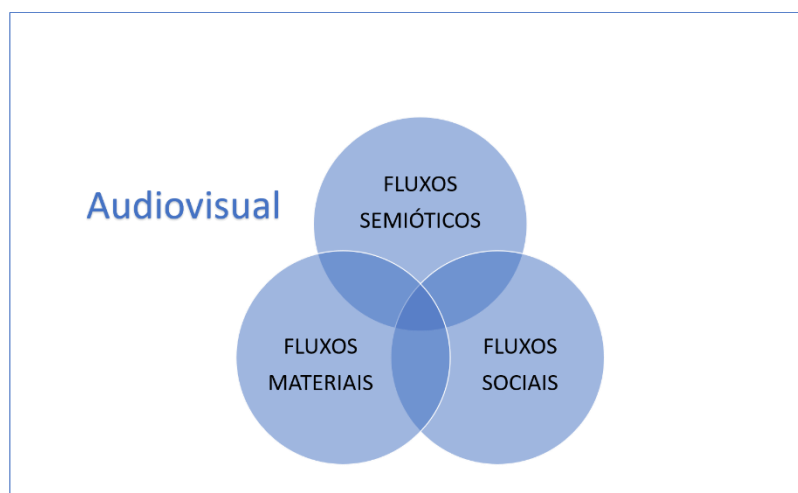 Audiovisual
FLUXOS
SEMIÓTICOS
FLUXOS
MATERIAIS
FLUXOS
SOCIAIS